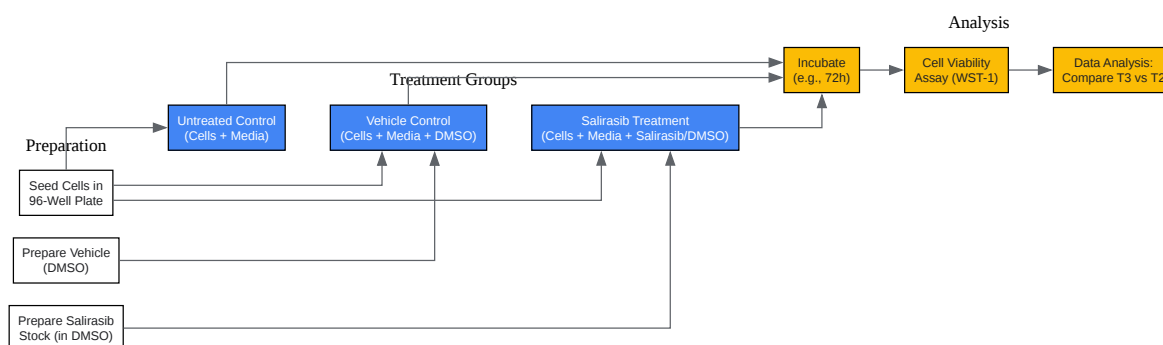 Analysis
Incubate
(e.g., 72h)
Cell Viability
Assay (WST-1)
Data Analysis:
Compare T3 vs T2
Treatment Groups
Untreated Control
(Cells + Media)
Vehicle Control
(Cells + Media + DMSO)
Salirasib Treatment
(Cells + Media + Salirasib/DMSO)
Preparation
Seed Cells in
96-Well Plate
Prepare Vehicle
(DMSO)
Prepare Salirasib
Stock (in DMSO)